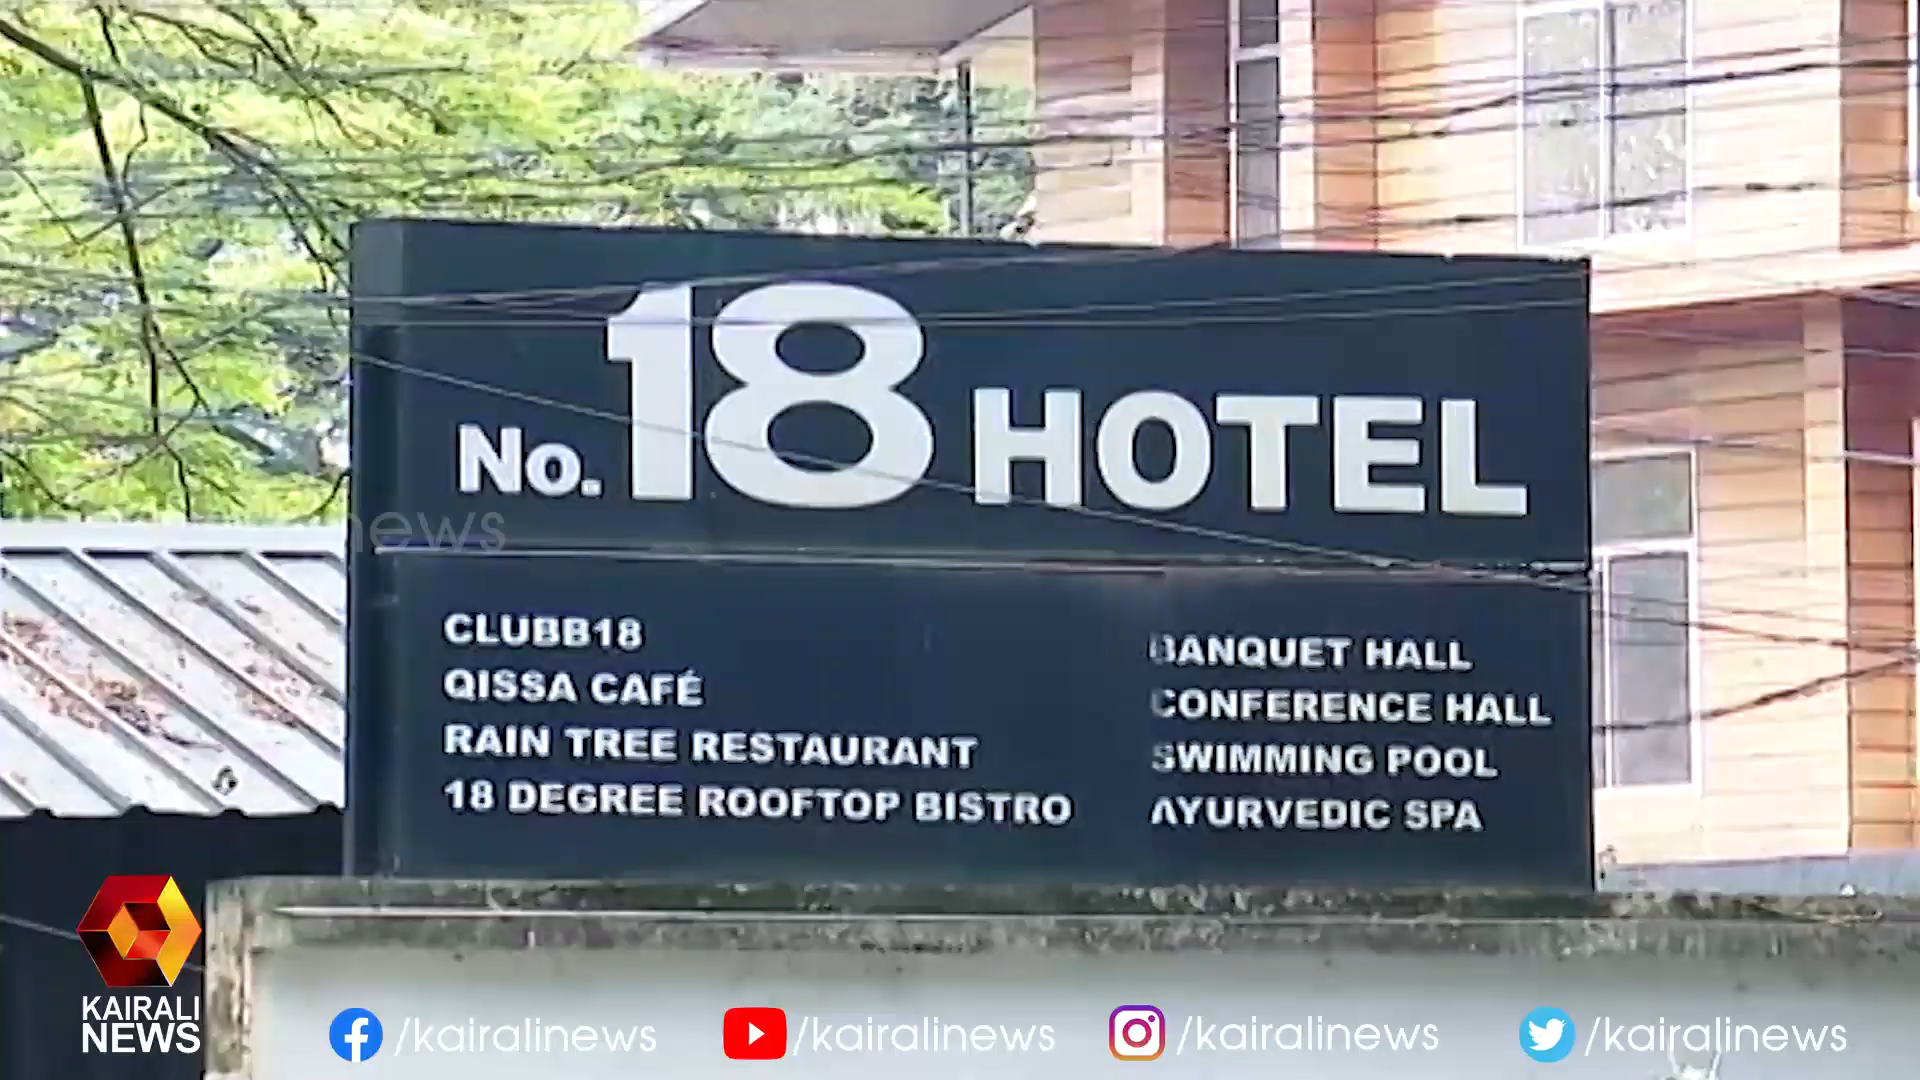 No. 18 HOTEL
news
CLUBB18
QISSA CAFÉ
RAIN TREE RESTAURANT
18 DEGREE ROOFTOP BISTRO
BANQUET HALL
CONFERENCE HALL
SWIMMING POOL
AYURVEDIC SPA
KAIRALI
NEWS
/kairalinews
/kairalinews
/kairalinews
/kairalinews